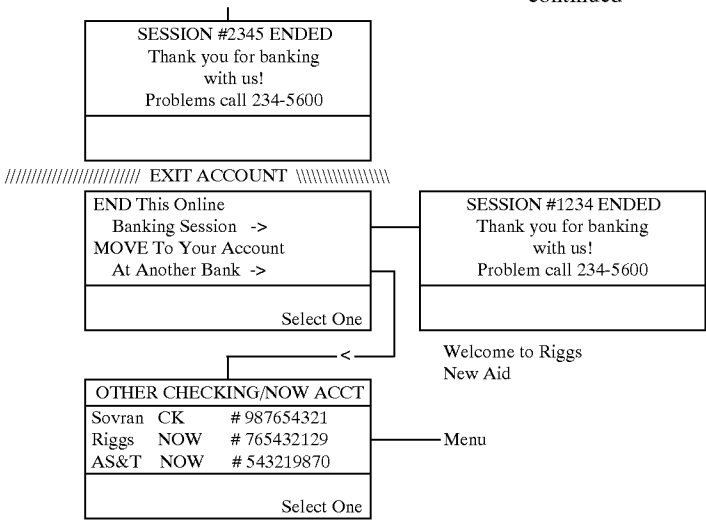 continued
SESSION #2345 ENDED
Thank you for banking
with us!
Problems call 234-5600
////////////////////////// EXIT ACCOUNT \\\\\\\\\\\\\\\\\\
END This Online
Banking Session ->
MOVE To Your Account
At Another Bank ->
Select One
SESSION #1234 ENDED
Thank you for banking
with us!
Problem call 234-5600
<
Welcome to Riggs
New Aid
OTHER CHECKING/NOW ACCT
Sovran CK # 987654321
Riggs NOW # 765432129
AS&T NOW # 543219870
Select One
Menu